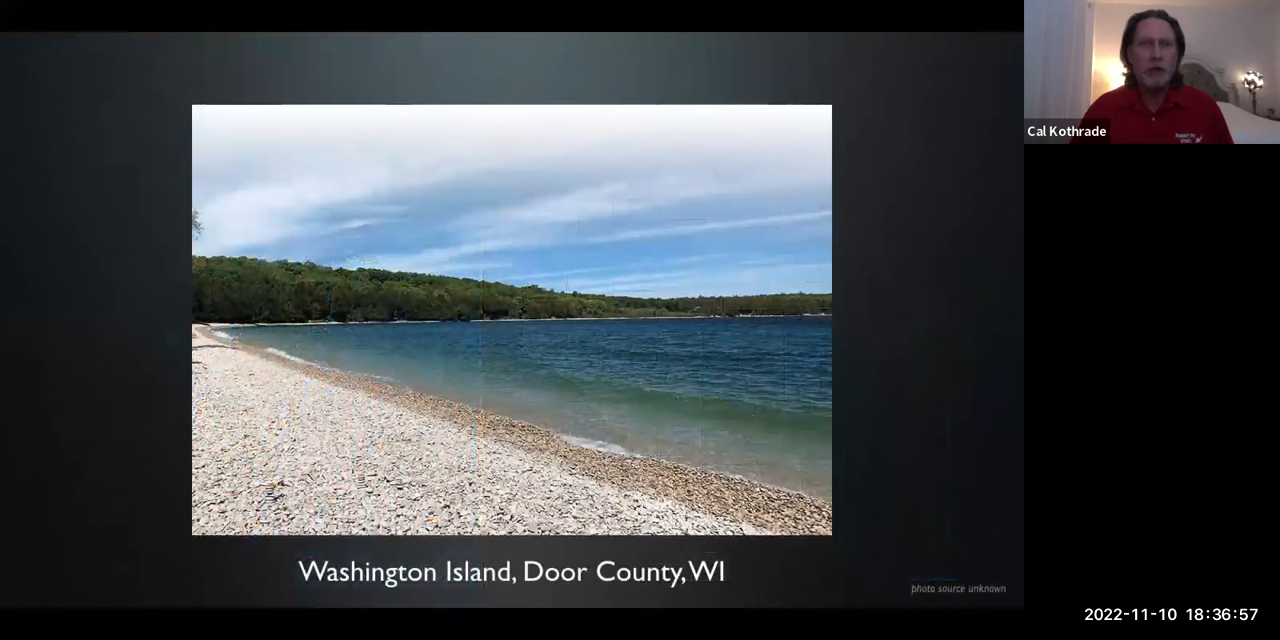 Cal Kothrade
Washington Island, Door County, WI
photo source unknown
2022-11-10 18:36:57